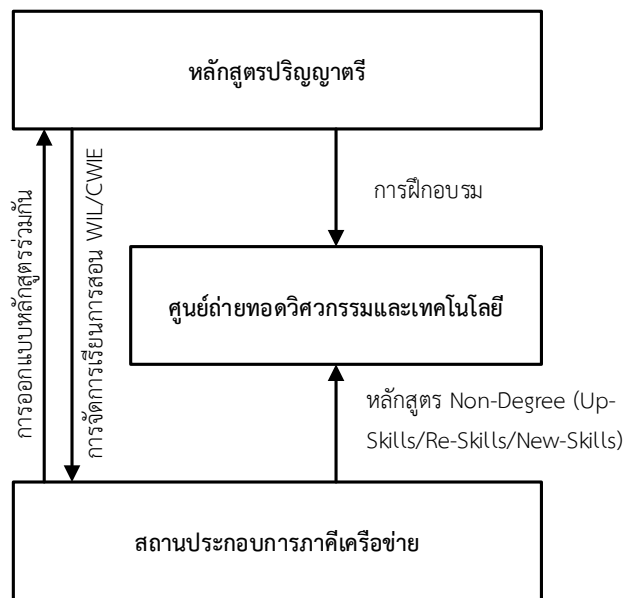 หลักสูตรปริญญาตรี
การออกแบบหลักสูตรร่วมกัน
การจัดการเรียนการสอน WIL/CWIE
การฝึกอบรม
ศูนย์ถ่ายทอดวิศวกรรมและเทคโนโลยี
หลักสูตร Non-Degree (Up-
Skills/Re-Skills/New-Skills)
สถานประกอบการภาคีเครือข่าย